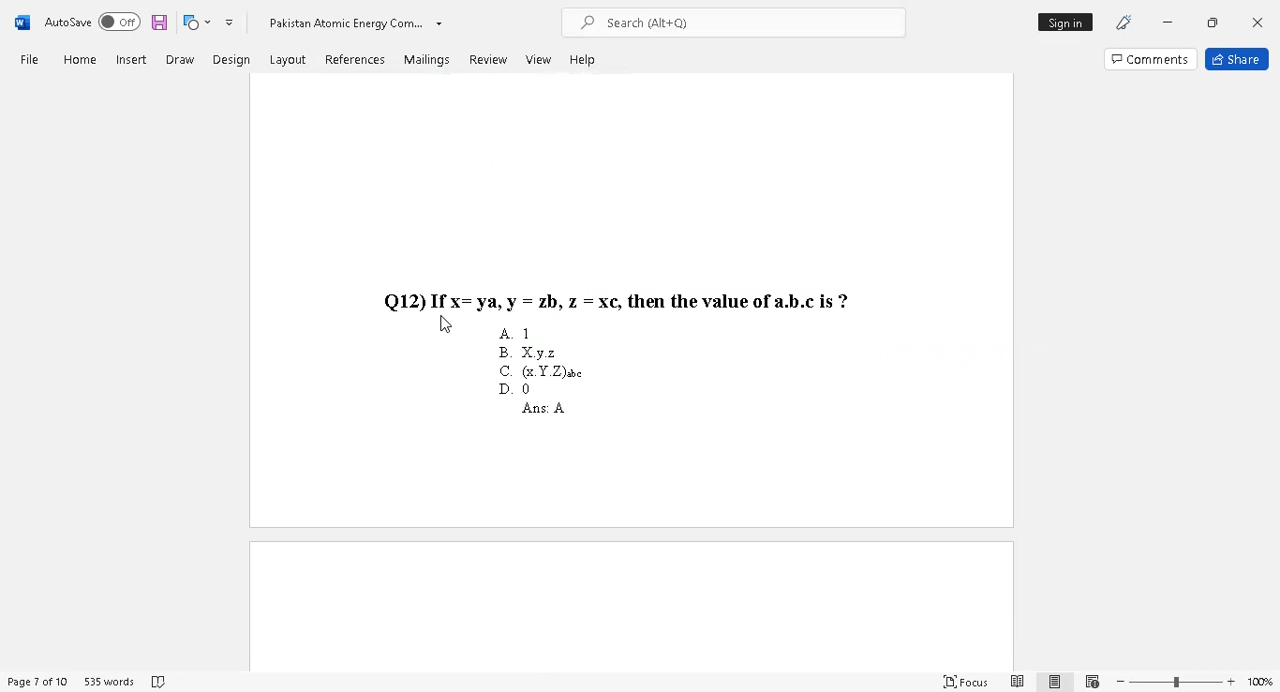 AutoSave Off Pakistan Atomic Energy Com... Search (Alt+Q) Sign in
File Home Insert Draw Design Layout References Mailings Review View Help Comments Share
Q12) If x= ya, y = zb, z = xc, then the value of a.b.c is ?
A. 1
B. X.y.z
C. (x.Y.Z)abc
D. 0
Ans: A
Page 7 of 10 535 words Focus 100%